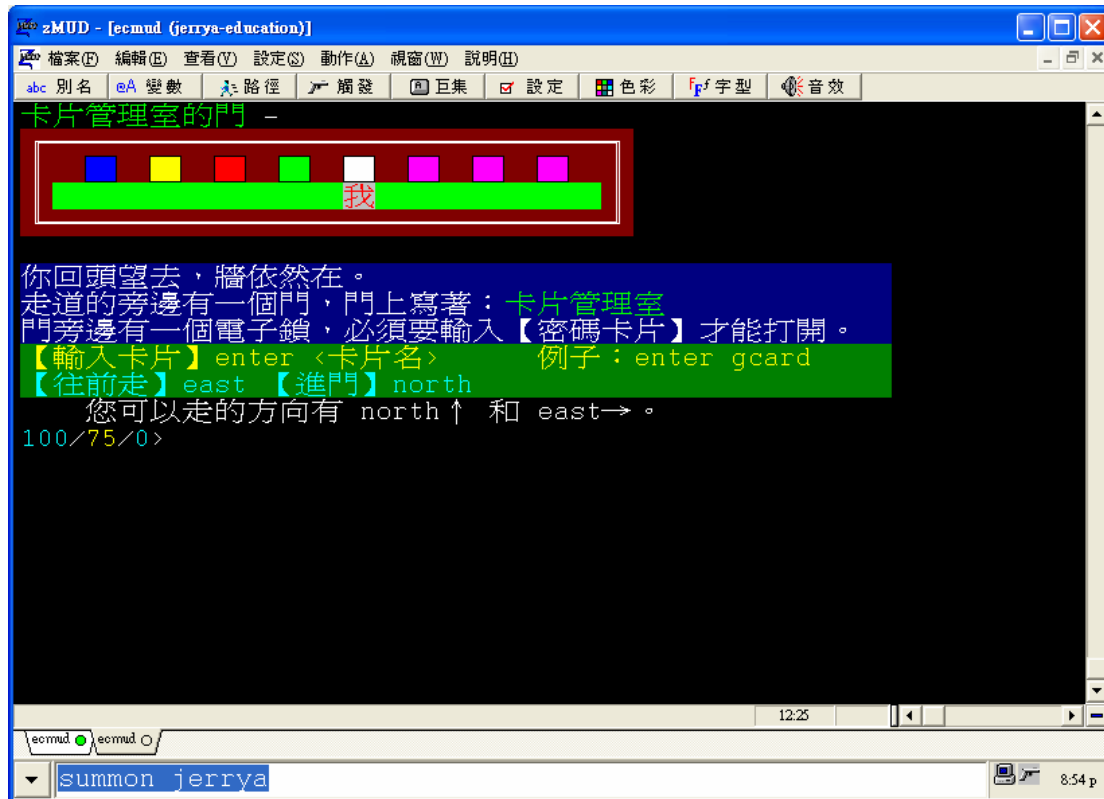 zMUD - [ecmud (jerrya-education)]
檔案(F) 編輯(E) 查看(V) 設定(S) 動作(A) 視窗(W) 說明(H)
abc 別名 @A 變數 路徑 觸發 巨集 設定 色彩 字型 音效
卡片管理室的門 -
我
你回頭望去，牆依然在。
走道的旁邊有一個門，門上寫著：卡片管理室
門旁邊有一個電子鎖，必須要輸入【密碼卡片】才能打開。
【輸入卡片】enter <卡片名> 例子：enter gcard
【往前走】east 【進門】north
您可以走的方向有 north↑ 和 east→。
100/75/0>
12:25
ecmud ecmud
summon jerrya
8:54 p